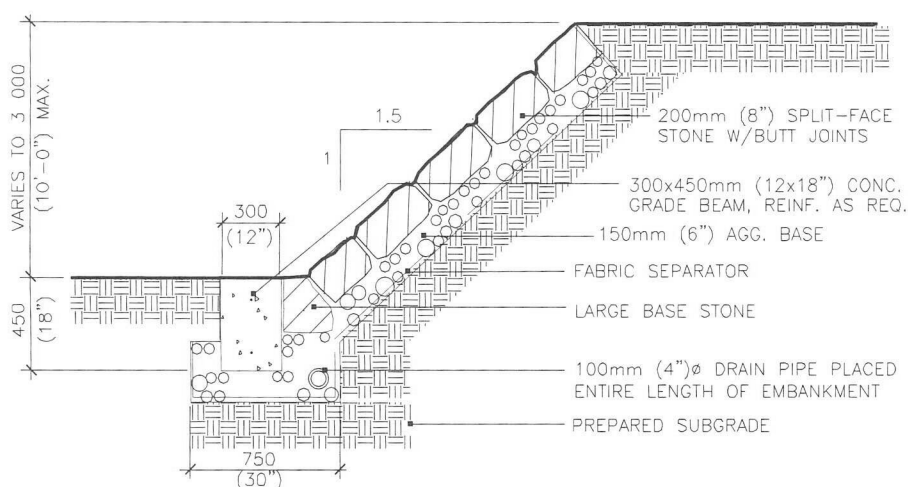 VARIES TO 3 000
(10'-0") MAX.
1.5
1
200mm (8") SPLIT-FACE
STONE W/BUTT JOINTS
300x450mm (12x18") CONC.
GRADE BEAM, REINF. AS REQ.
300
(12")
150mm (6") AGG. BASE
FABRIC SEPARATOR
LARGE BASE STONE
450
(18")
100mm (4")ø DRAIN PIPE PLACED
ENTIRE LENGTH OF EMBANKMENT
PREPARED SUBGRADE
750
(30")